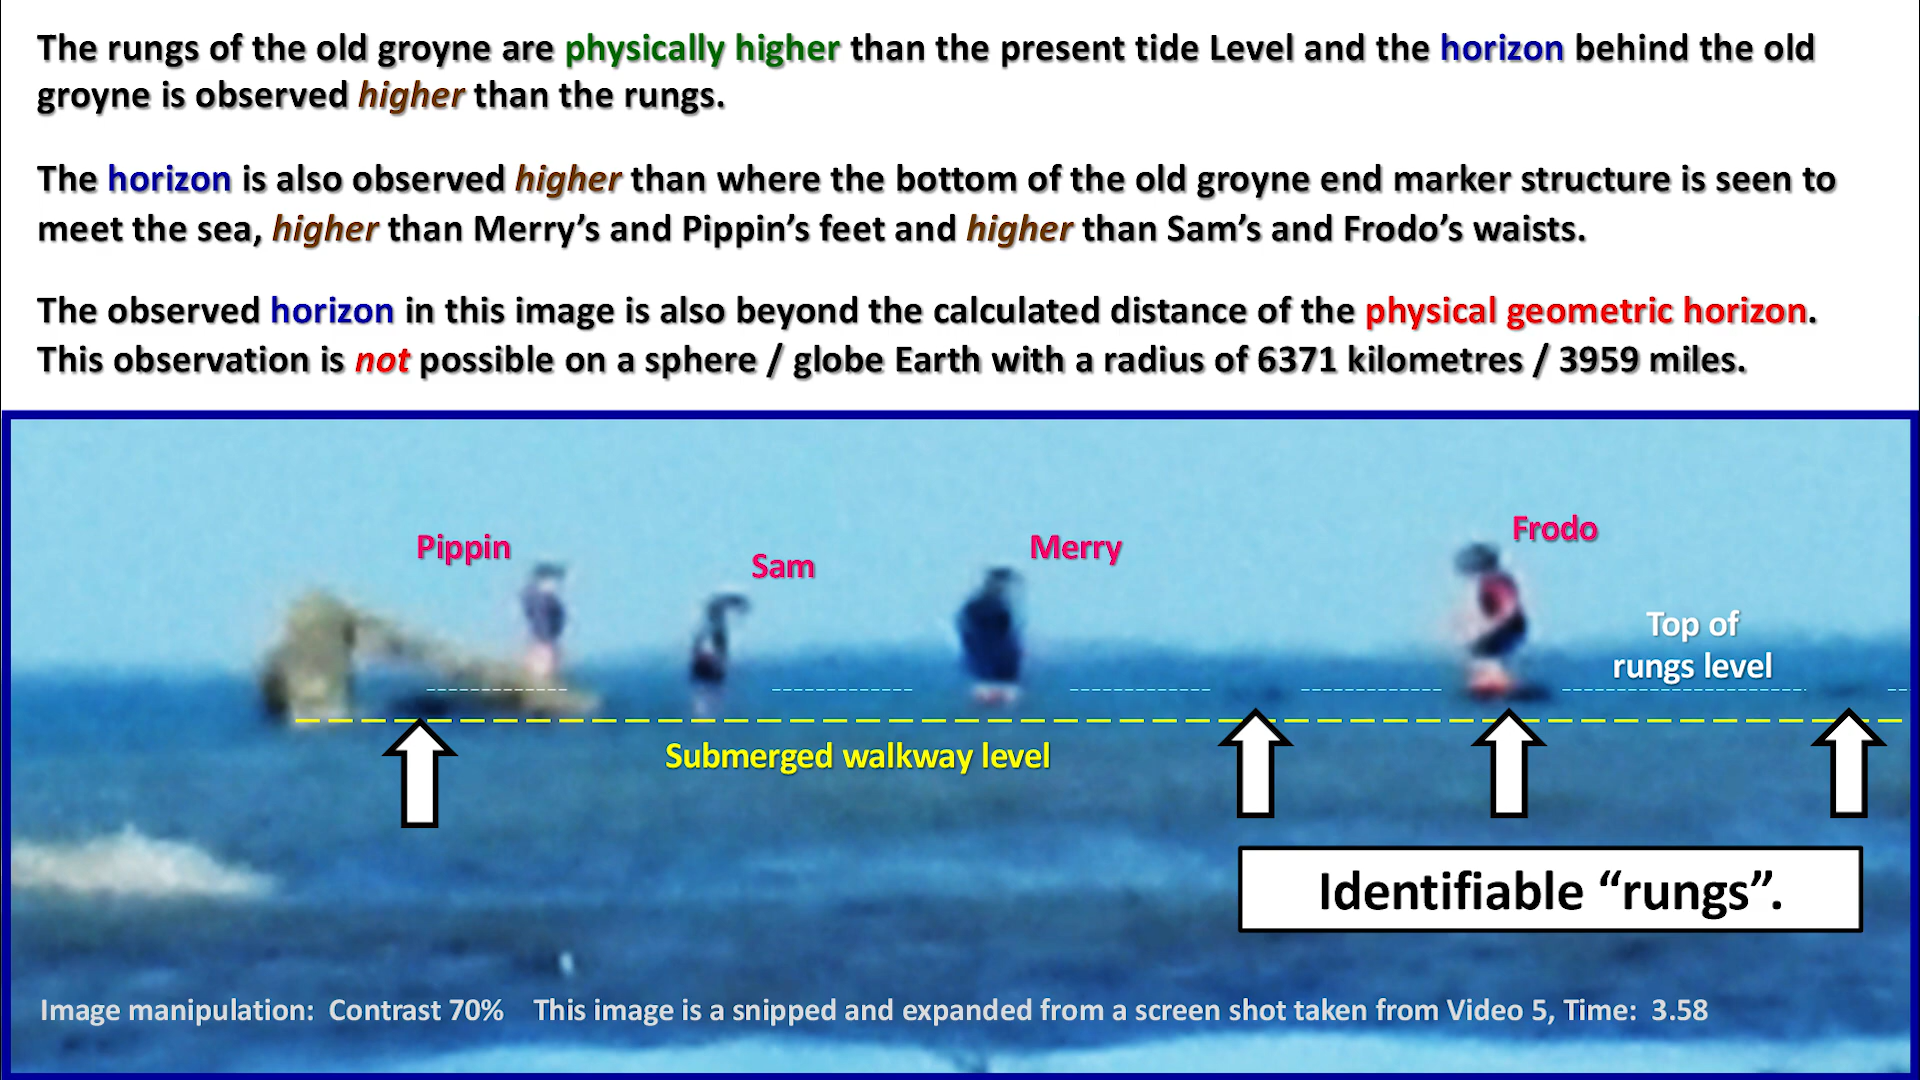 The rungs of the old groyne are physically higher than the present tide Level and the horizon behind the old
groyne is observed higher than the rungs.
The horizon is also observed higher than where the bottom of the old groyne end marker structure is seen to
meet the sea, higher than Merry’s and Pippin’s feet and higher than Sam’s and Frodo’s waists.
The observed horizon in this image is also beyond the calculated distance of the physical geometric horizon.
This observation is not possible on a sphere / globe Earth with a radius of 6371 kilometres / 3959 miles.
Frodo
Pippin
Merry
Sam
Top of
rungs level
Submerged walkway level
Identifiable “rungs”.
Image manipulation: Contrast 70% This image is a snipped and expanded from a screen shot taken from Video 5, Time: 3.58